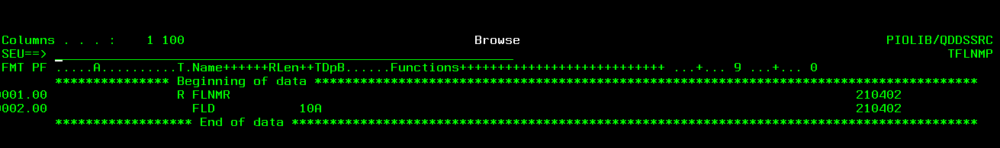 Columns . . . :    1 100                                      Browse                                                PIOLIB/QDDSSRC
SEU==> ____________________________________________________________                                                         TFLNMP
FMT PF .....A..........T.Name++++++RLen++TDpB......Functions+++++++++++++++++++++++++++ ...+... 9 ...+... 0
       *************** Beginning of data ***************************************************************************************
0001.00                 R FLNMR                                                                                  210402
0002.00                   FLD           10A                                                                      210402
       ****************** End of data ******************************************************************************************